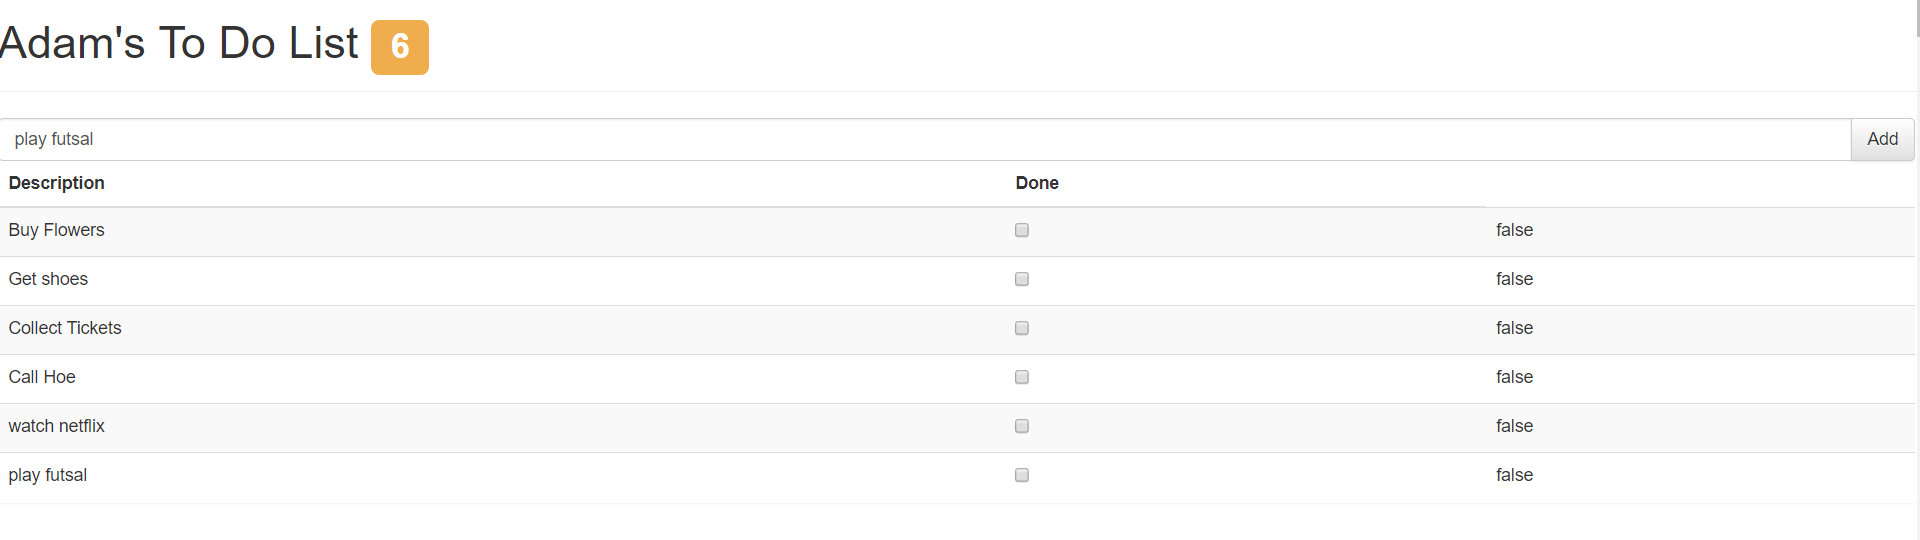 Adam's To Do List 6
play futsal Add
Description Done
Buy Flowers false
Get shoes false
Collect Tickets false
Call Hoe false
watch netflix false
play futsal false